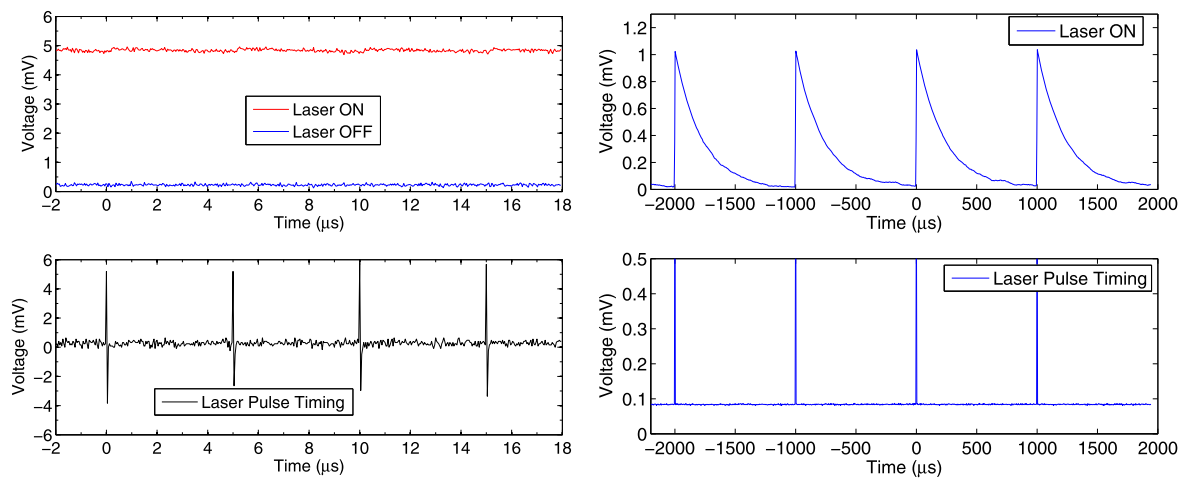 6
5
4
3
2
1
0
Voltage (mV)
Laser ON
Laser OFF
−2 0 2 4 6 8 10 12 14 16 18
Time (μs)
1.2
1
0.8
0.6
0.4
0.2
0
Voltage (mV)
Laser ON
−2000 −1500 −1000 −500 0 500 1000 1500 2000
Time (μs)
6
4
2
0
−2
−4
6
Voltage (mV)
Laser Pulse Timing
−2 0 2 4 6 8 10 12 14 16 18
Time (μs)
0.5
0.4
0.3
0.2
0.1
0
Voltage (mV)
Laser Pulse Timing
−2000 −1500 −1000 −500 0 500 1000 1500 2000
Time (μs)